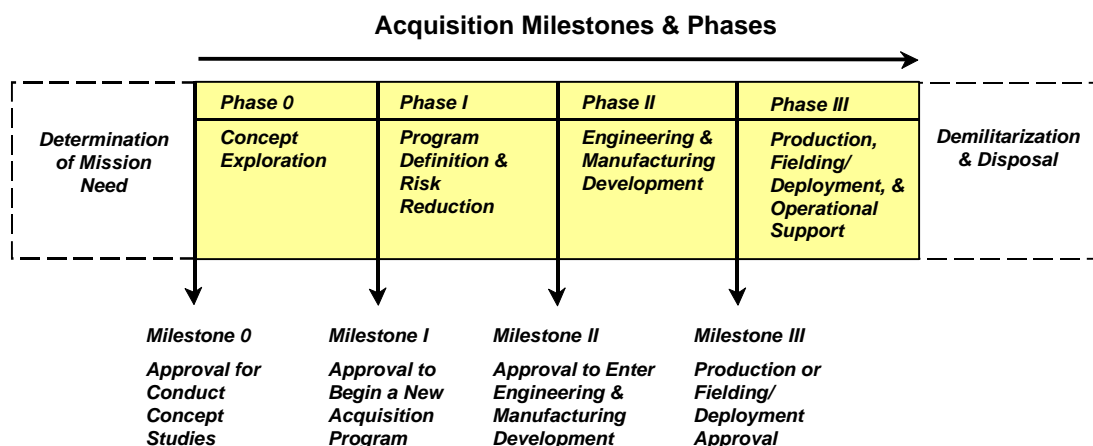 Acquisition Milestones & Phases
Determination
of Mission
Need
Phase 0
Concept
Exploration
Phase I
Program
Definition &
Risk
Reduction
Phase II
Engineering &
Manufacturing
Development
Phase III
Production,
Fielding/
Deployment, &
Operational
Support
Demilitarization
& Disposal
Milestone 0
Approval for
Conduct
Concept
Studies
Milestone I
Approval to
Begin a New
Acquisition
Program
Milestone II
Approval to Enter
Engineering &
Manufacturing
Development
Milestone III
Production or
Fielding/
Deployment
Approval